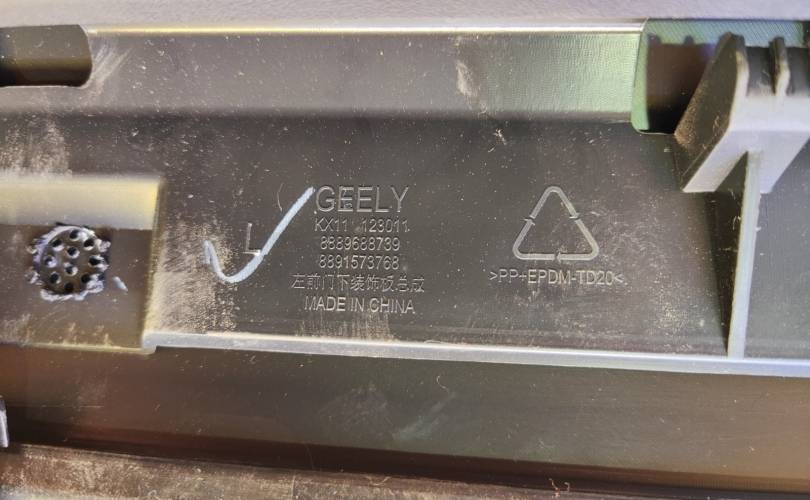 GEELY
L
KX11 123011
8889688739
8891573768
左前门下装饰板总成
MADE IN CHINA
>PP+EPDM-TD20<